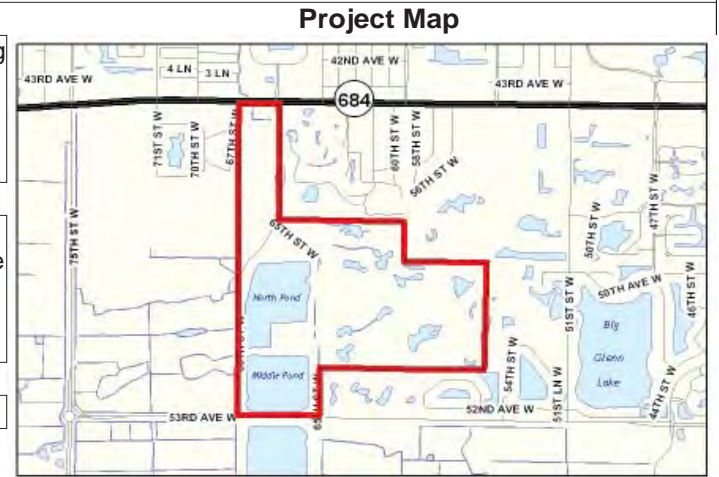 Project Map
g
e
42ND AVE W
4 LN
3 LN
43RD AVE W
43RD AVE W
684
71ST ST W
70TH ST W
67TH ST W
60TH ST W
58TH ST W
56TH ST W
47TH ST W
75TH ST W
65TH ST W
50TH AVE W
North Pond
51ST ST W
46TH ST W
Big
Glenn
Lake
Middle Pond
54TH ST W
51ST LN W
44TH ST W
53RD AVE W
52ND AVE W